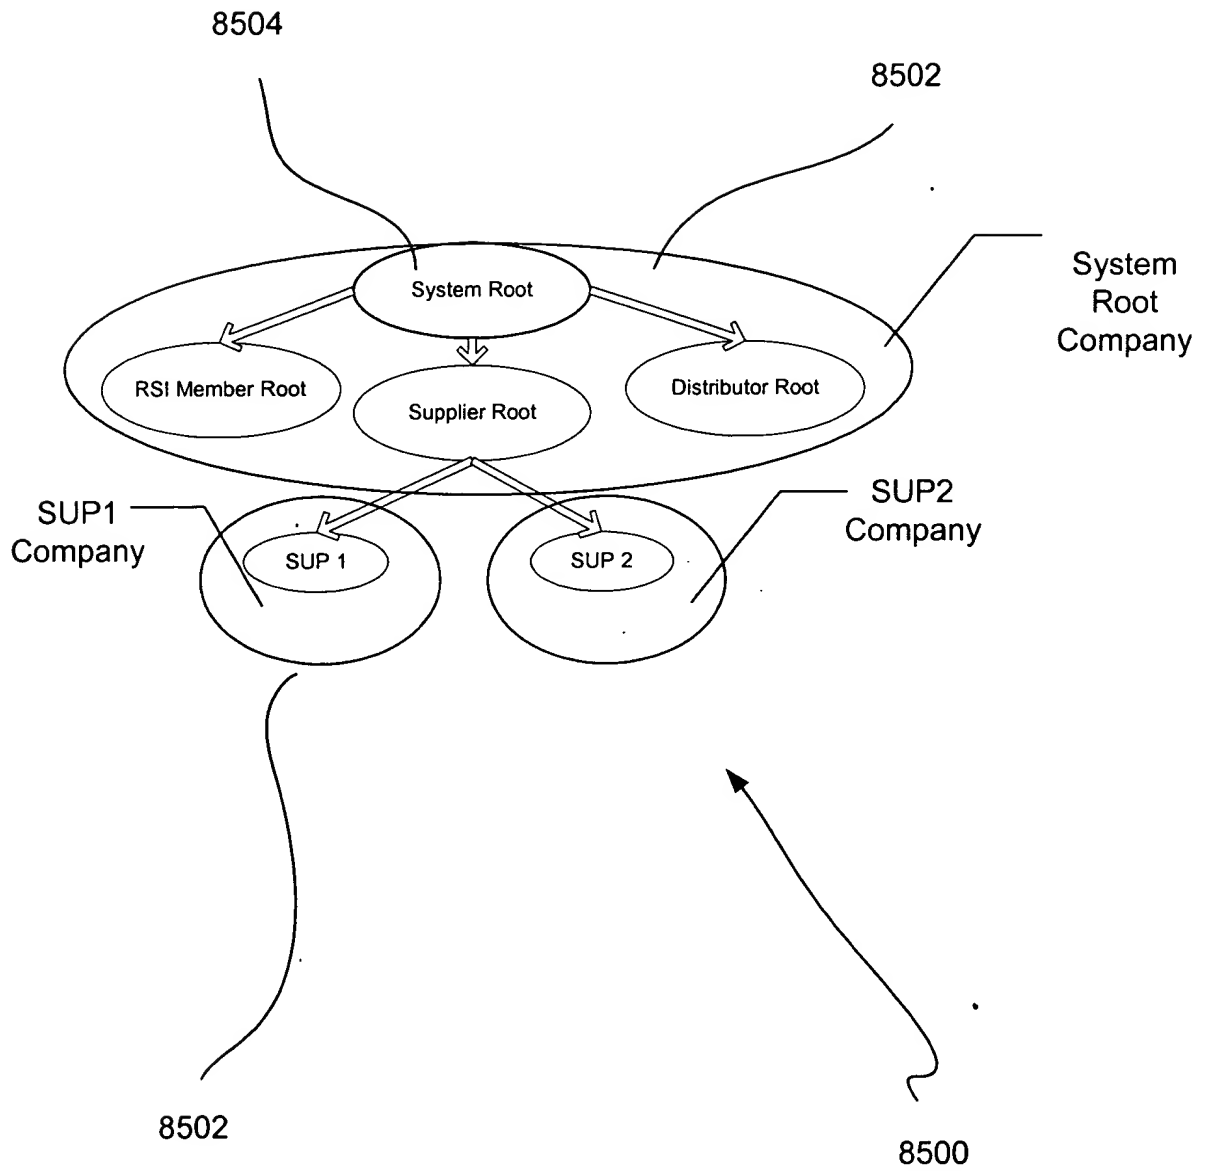 8504
8502
System Root
System
Root
Company
RSI Member Root
Supplier Root
Distributor Root
SUP1
Company
SUP2
Company
SUP 1
SUP 2
8502
8500